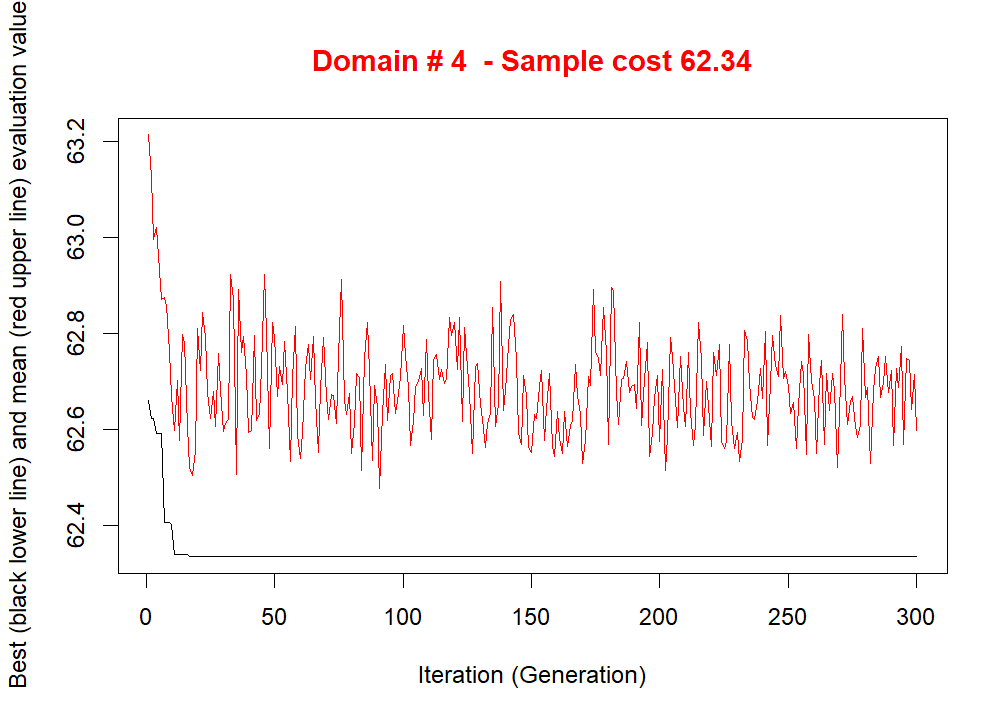 Domain # 4  - Sample cost 62.34
Best (black lower line) and mean (red upper line) evaluation value
63.2
63.0
62.8
62.6
62.4
0 50 100 150 200 250 300
Iteration (Generation)